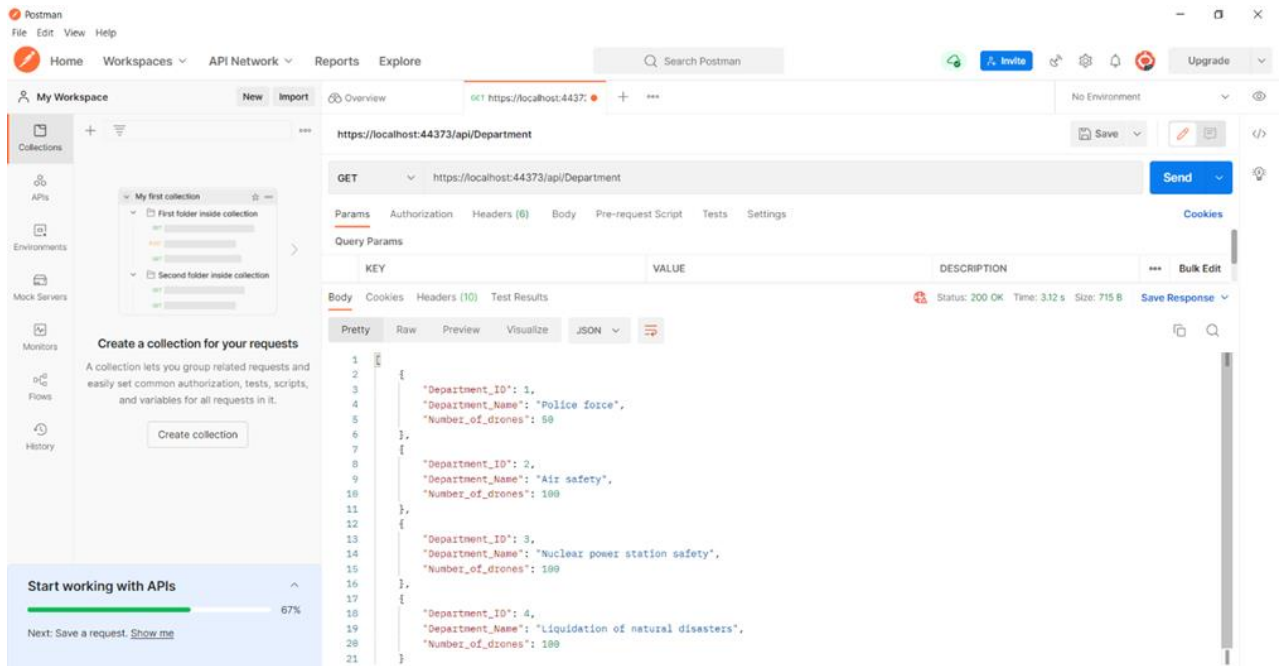 Postman
File Edit View Help
Home Workspaces API Network Reports Explore Search Postman Invite Upgrade
My Workspace New Import Overview GET https://localhost:4437: No Environment
Collections
APIs
Environments
Mock Servers
Monitors
Flows
History
My first collection
First folder inside collection
GET
GET
Second folder inside collection
GET
GET
Create a collection for your requests
A collection lets you group related requests and
easily set common authorization, tests, scripts,
and variables for all requests in it.
Create collection
Start working with APIs
67%
Next: Save a request. Show me
https://localhost:44373/api/Department Save
GET https://localhost:44373/api/Department Send
Params Authorization Headers (6) Body Pre-request Script Tests Settings Cookies
Query Params
KEY VALUE DESCRIPTION Bulk Edit
Body Cookies Headers (10) Test Results Status: 200 OK Time: 3.12 s Size: 715 B Save Response
Pretty Raw Preview Visualize JSON
1 [
2 {
3 "Department_ID": 1,
4 "Department_Name": "Police force",
5 "Number_of_drones": 50
6 },
7 {
8 "Department_ID": 2,
9 "Department_Name": "Air safety",
10 "Number_of_drones": 100
11 },
12 {
13 "Department_ID": 3,
14 "Department_Name": "Nuclear power station safety",
15 "Number_of_drones": 100
16 },
17 {
18 "Department_ID": 4,
19 "Department_Name": "Liquidation of natural disasters",
20 "Number_of_drones": 100
21 }